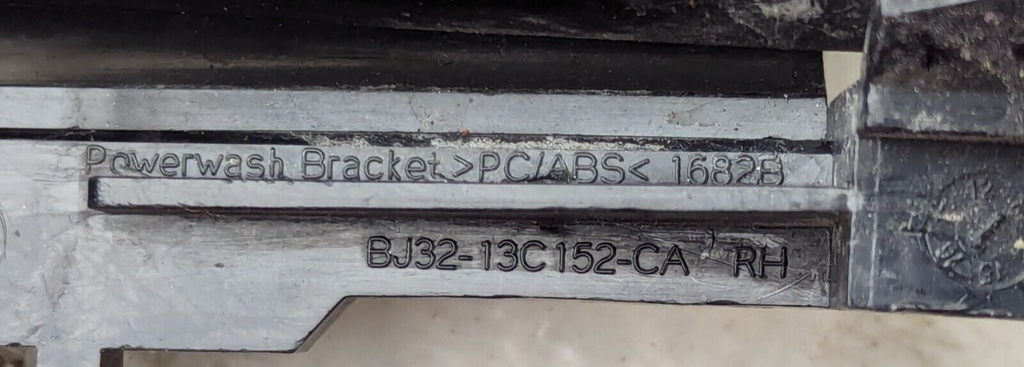 Powerwash Bracket >PC/ABS< 1682B
BJ32-13C152-CA RH